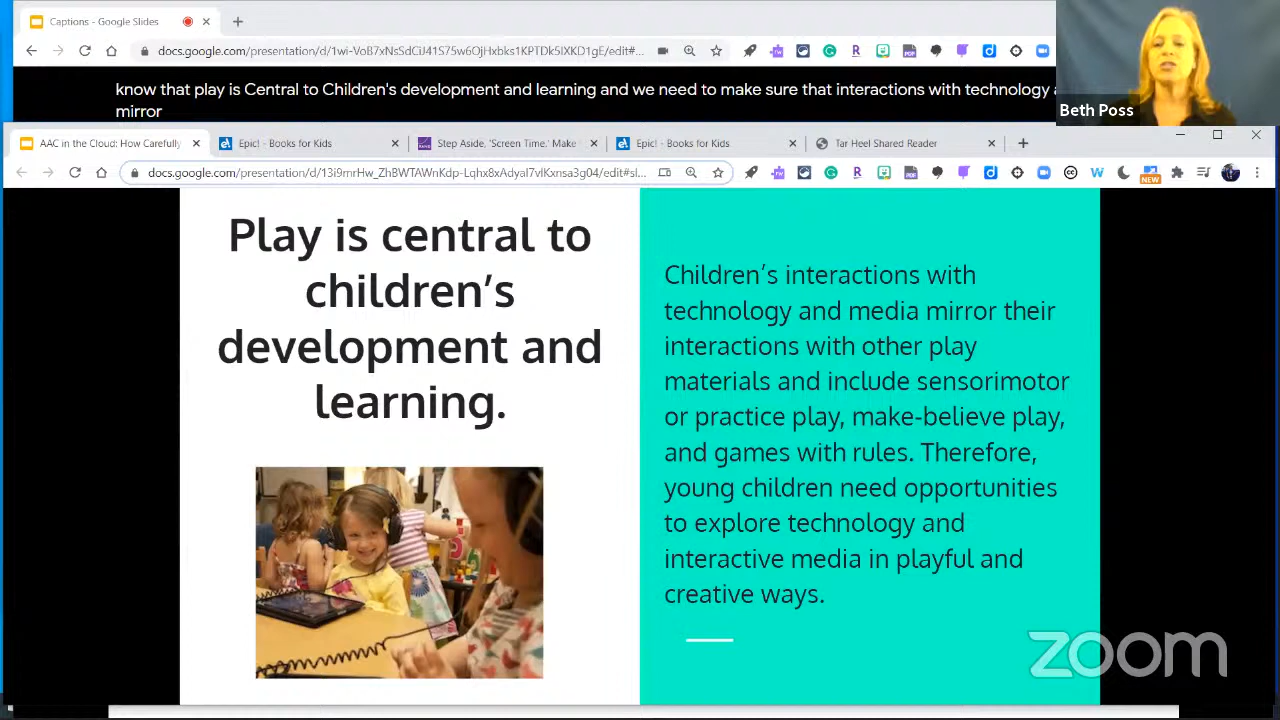 Captions - Google Slides
docs.google.com/presentation/d/1wi-VoB7xNsSdCiJ41S75w6OjHxbks1KPTDk5IXKD1gE/edit#...
know that play is Central to Children's development and learning and we need to make sure that interactions with technology
mirror
Beth Poss
AAC in the Cloud: How Carefully
Epic! - Books for Kids
Step Aside, 'Screen Time.' Make
Epic! - Books for Kids
Tar Heel Shared Reader
docs.google.com/presentation/d/13i9mrHw_ZhBWTAWnKdp-Lqhx8xAdyaI7vlKxnsa3g04/edit#sl...
NEW
Play is central to
children's
development and
learning.
Children's interactions with
technology and media mirror their
interactions with other play
materials and include sensorimotor
or practice play, make-believe play,
and games with rules. Therefore,
young children need opportunities
to explore technology and
interactive media in playful and
creative ways.
zoom